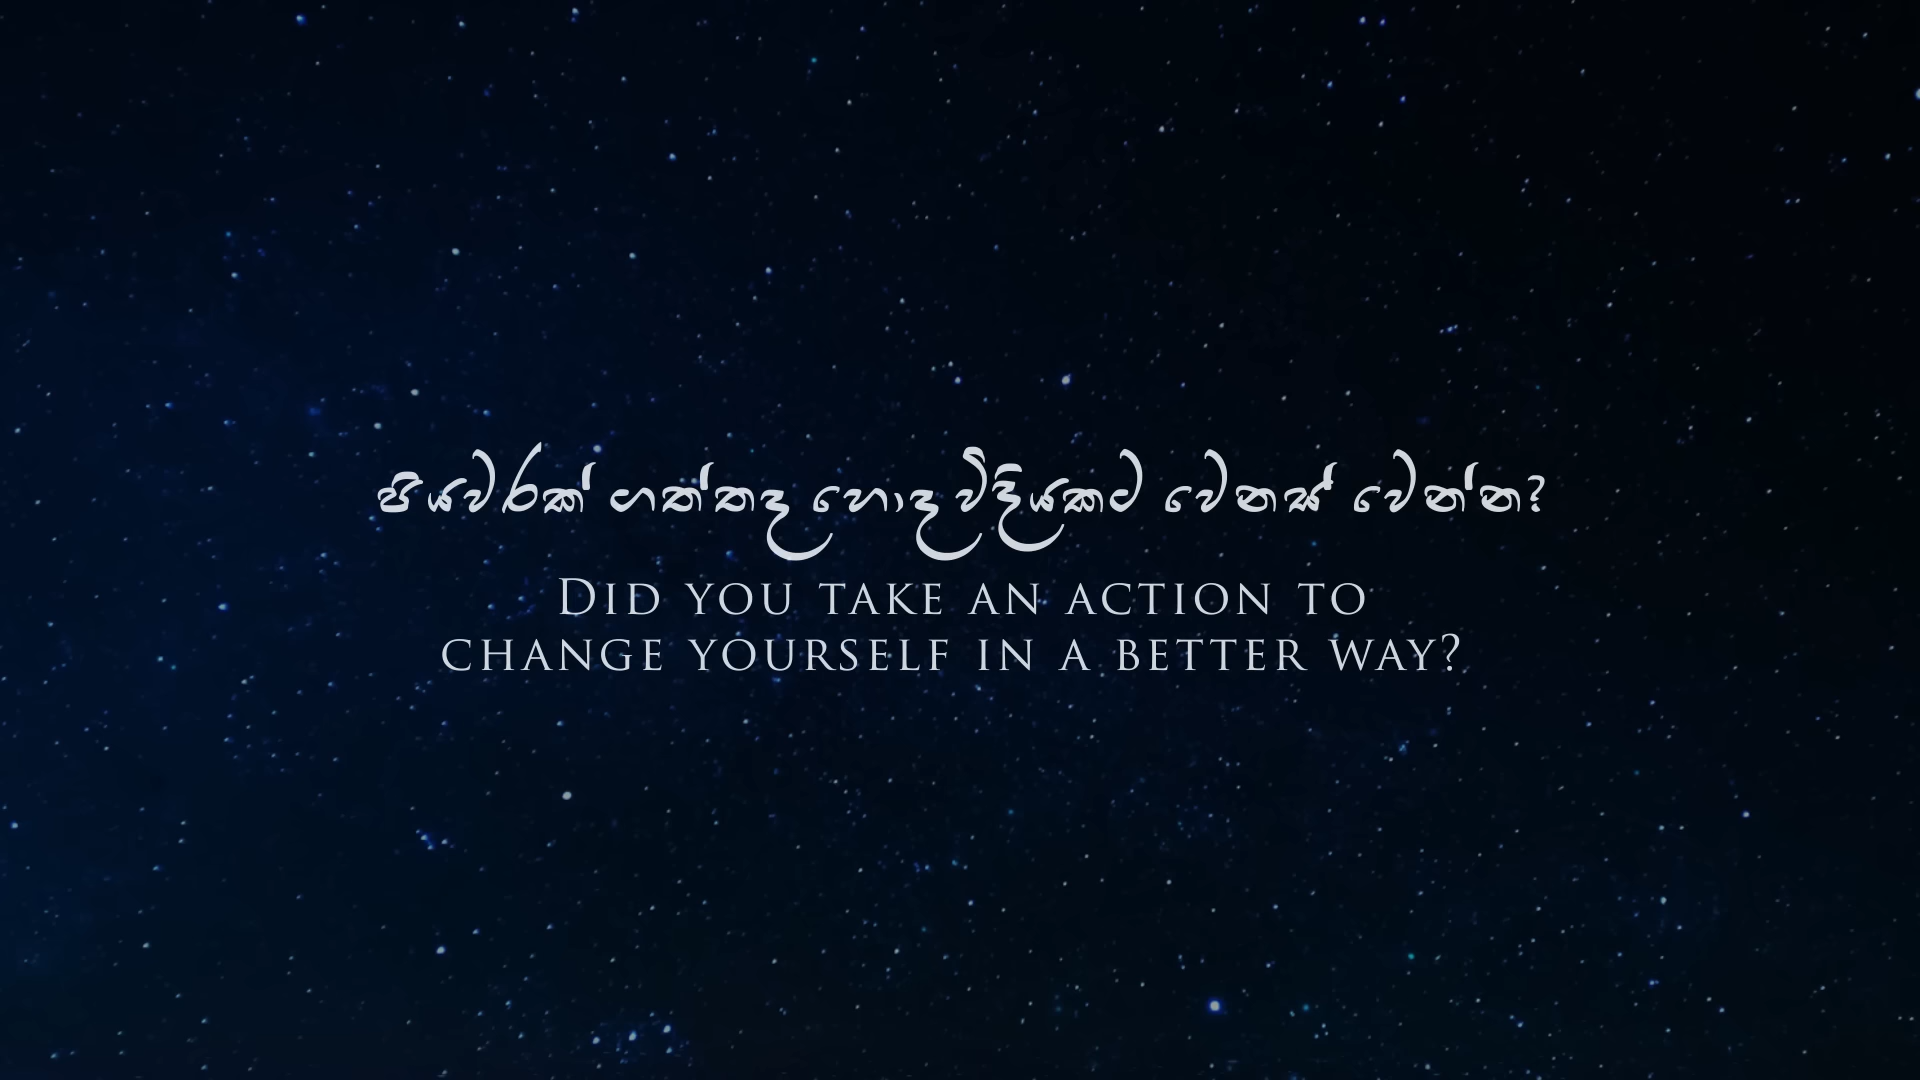 පියවරක් ගත්තද හොද විදියකට වෙනස් වෙන්න?
Did you take an action to
change yourself in a better way?